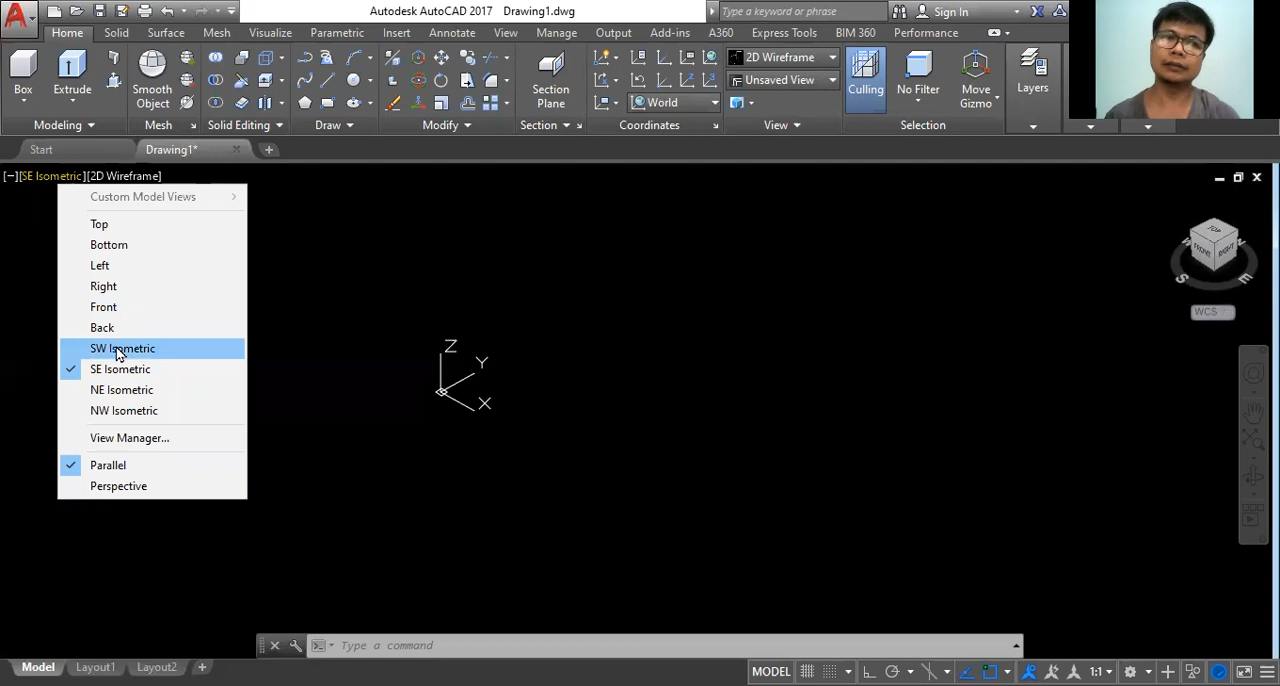 Autodesk AutoCAD 2017 Drawing1.dwg
Type a keyword or phrase
Sign In
Home Solid Surface Mesh Visualize Parametric Insert Annotate View Manage Output Add-ins A360 Express Tools BIM 360 Performance
Box Extrude Smooth Object Section Plane 2D Wireframe Unsaved View World Culling No Filter Move Gizmo Layers
Modeling Mesh Solid Editing Draw Modify Section Coordinates View Selection
Start Drawing1*
[−][SE Isometric][2D Wireframe]
Custom Model Views
Top
Bottom
Left
Right
Front
Back
SW Isometric
SE Isometric
NE Isometric
NW Isometric
View Manager...
Parallel
Perspective
Z
Y
X
TOP
FRONT RIGHT
W N
S E
WCS
Type a command
Model Layout1 Layout2
MODEL 1:1